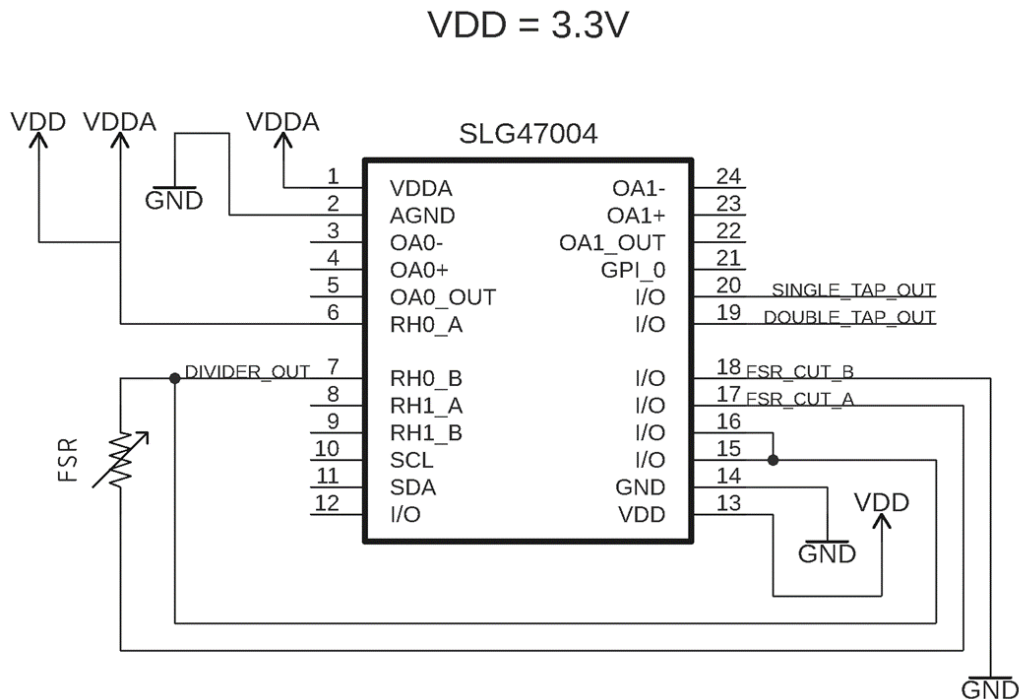 VDD = 3.3V
VDD VDDA VDDA
GND
SLG47004
1 VDDA OA1- 24
2 AGND OA1+ 23
3 OA0- OA1_OUT 22
4 OA0+ GPI_0 21
5 OA0_OUT I/O 20 SINGLE_TAP_OUT
6 RH0_A I/O 19 DOUBLE_TAP_OUT
DIVIDER_OUT 7 RH0_B I/O 18 FSR_CUT_B
8 RH1_A I/O 17 FSR_CUT_A
9 RH1_B I/O 16
10 SCL I/O 15
11 SDA GND 14
12 I/O VDD 13
FSR
VDD
GND
GND